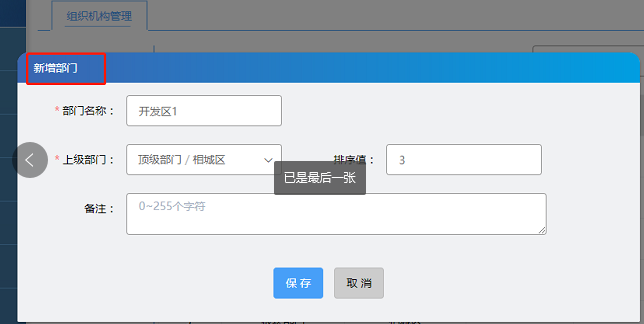 组织机构管理
新增部门
* 部门名称： 开发区1
* 上级部门： 顶级部门 / 相城区 排序值： 3
已是最后一张
备注： 0~255个字符
保存 取消